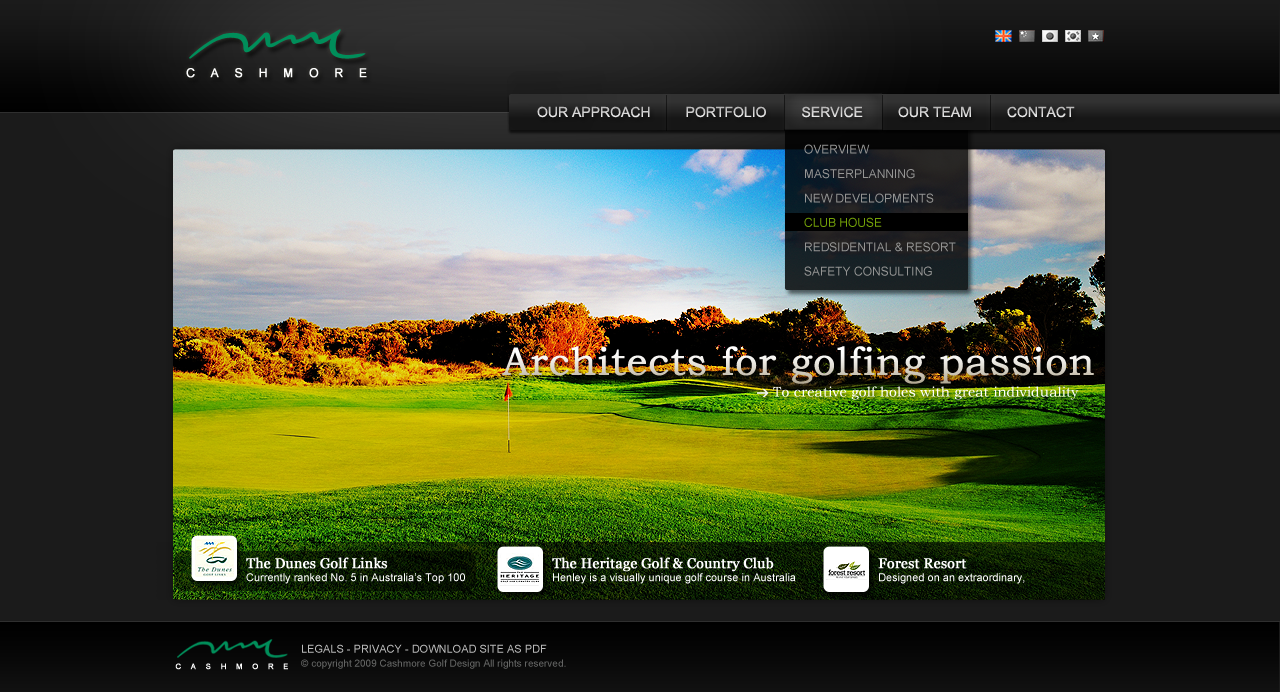 CASHMORE
OUR APPROACH
PORTFOLIO
SERVICE
OUR TEAM
CONTACT
OVERVIEW
MASTERPLANNING
NEW DEVELOPMENTS
CLUB HOUSE
REDSIDENTIAL & RESORT
SAFETY CONSULTING
Architects for golfing passion
→ To creative golf holes with great individuality
The Dunes
The Dunes Golf Links
Currently ranked No. 5 in Australia's Top 100
HERITAGE
The Heritage Golf & Country Club
Henley is a visually unique golf course in Australia
forest resort
Forest Resort
Designed on an extraordinary,
CASHMORE
LEGALS - PRIVACY - DOWNLOAD SITE AS PDF
© copyright 2009 Cashmore Golf Design All rights reserved.